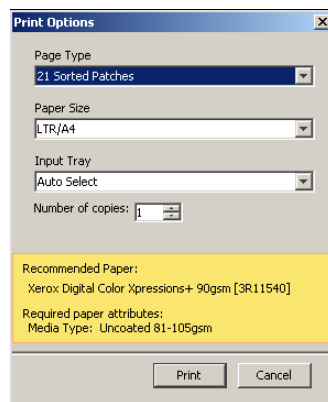 Print Options
Page Type
21 Sorted Patches
Paper Size
LTR/A4
Input Tray
Auto Select
Number of copies: 1
Recommended Paper:
Xerox Digital Color Xpressions+ 90gsm [3R11540]
Required paper attributes:
Media Type: Uncoated 81-105gsm
Print Cancel